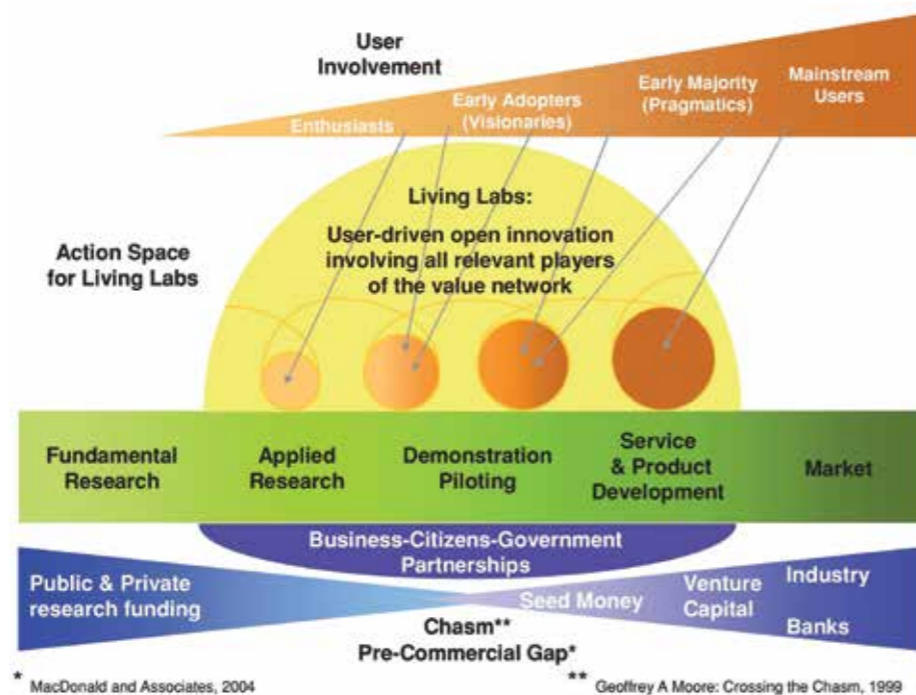 User
Involvement
Enthusiasts
Early Adopters
(Visionaries)
Early Majority
(Pragmatics)
Mainstream
Users
Living Labs:
User-driven open innovation
involving all relevant players
of the value network
Action Space
for Living Labs
Fundamental
Research
Applied
Research
Demonstration
Piloting
Service
& Product
Development
Market
Business-Citizens-Government
Partnerships
Public & Private
research funding
Seed Money
Venture
Capital
Industry
Banks
Chasm**
Pre-Commercial Gap*
* MacDonald and Associates, 2004
** Geoffrey A Moore: Crossing the Chasm, 1999